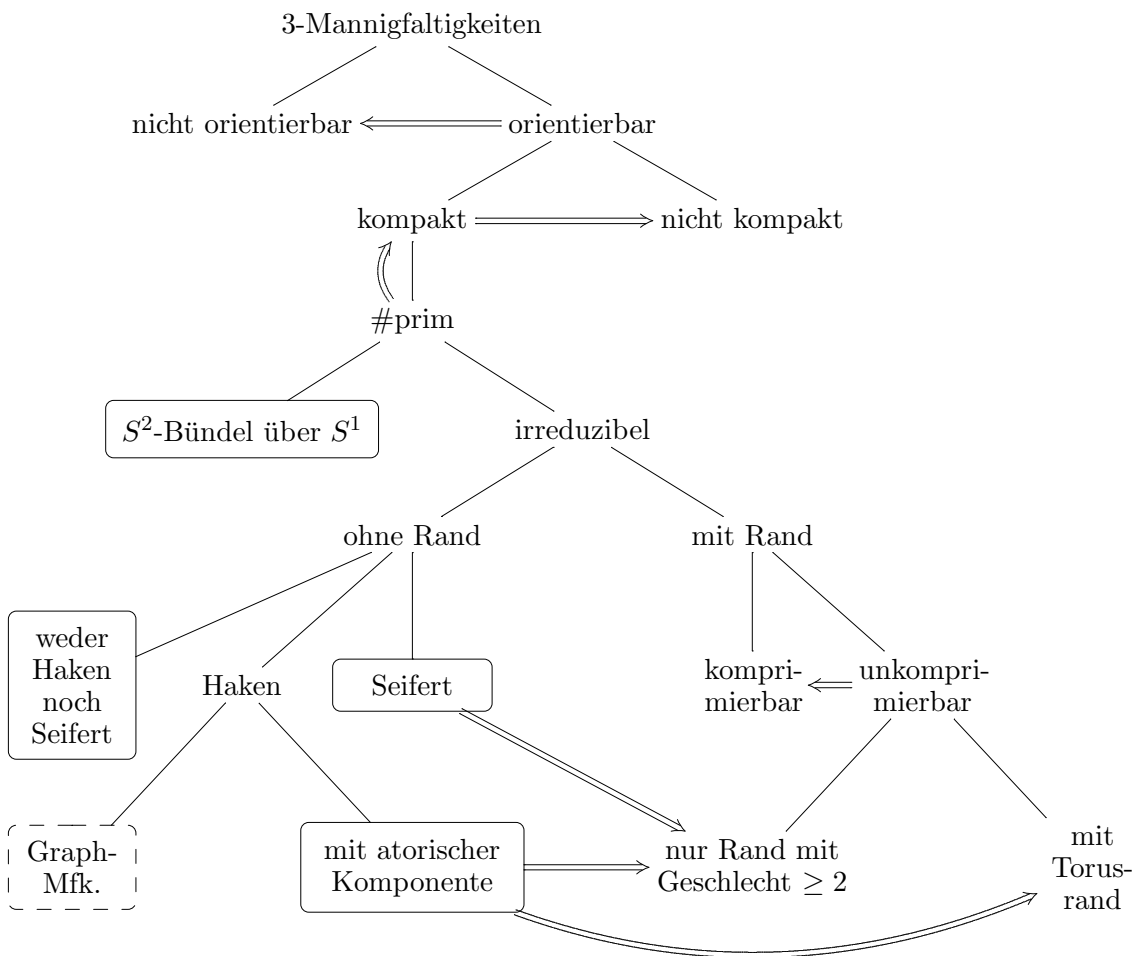 3-Mannigfaltigkeiten
nicht orientierbar
orientierbar
kompakt
nicht kompakt
#prim
S²-Bündel über S¹
irreduzibel
ohne Rand
mit Rand
weder
Haken
noch
Seifert
Haken
Seifert
kompri-
mierbar
unkompri-
mierbar
Graph-
Mfk.
mit atorischer
Komponente
nur Rand mit
Geschlecht ≥ 2
mit
Torus-
rand